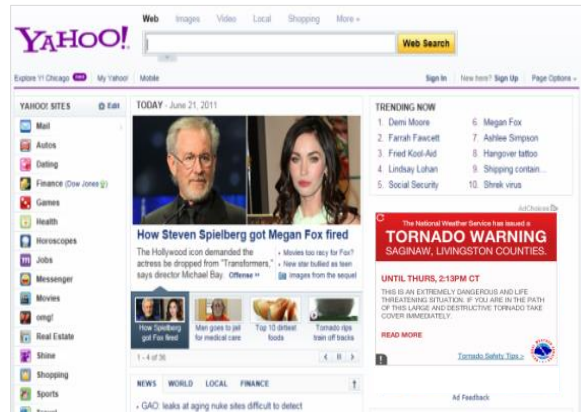 Web Images Video Local Shopping More
YAHOO!
Web Search
Explore Y! Chicago My Yahoo! Mobile
Sign In New here? Sign Up Page Options
YAHOO! SITES Edit
Mail
Autos
Dating
Finance (Dow Jones)
Games
Health
Horoscopes
Jobs
Messenger
Movies
omg!
Real Estate
Shine
Shopping
Sports
TODAY - June 21, 2011
How Steven Spielberg got Megan Fox fired
The Hollywood icon demanded the
actress be dropped from "Transformers,"
says director Michael Bay. Offense »
• Movies too racy for Fox?
• New star bullied as teen
Images from the sequel
How Spielberg
got Fox fired
Man goes to jail
for medical care
Top 10 dirtiest
foods
Tornado rips
train off tracks
1 - 4 of 36
NEWS WORLD LOCAL FINANCE
• GAO: leaks at aging nuke sites difficult to detect
TRENDING NOW
1. Demi Moore
2. Farrah Fawcett
3. Fried Kool-Aid
4. Lindsay Lohan
5. Social Security
6. Megan Fox
7. Ashlee Simpson
8. Hangover tattoo
9. Shipping contain...
10. Shrek virus
AdChoices
The National Weather Service has issued a
TORNADO WARNING
SAGINAW, LIVINGSTON COUNTIES.
UNTIL THURS, 2:13PM CT
THIS IS AN EXTREMELY DANGEROUS AND LIFE
THREATENING SITUATION. IF YOU ARE IN THE PATH
OF THIS LARGE AND DESTRUCTIVE TORNADO TAKE
COVER IMMEDIATELY.
READ MORE
Tornado Safety Tips >
Ad Feedback